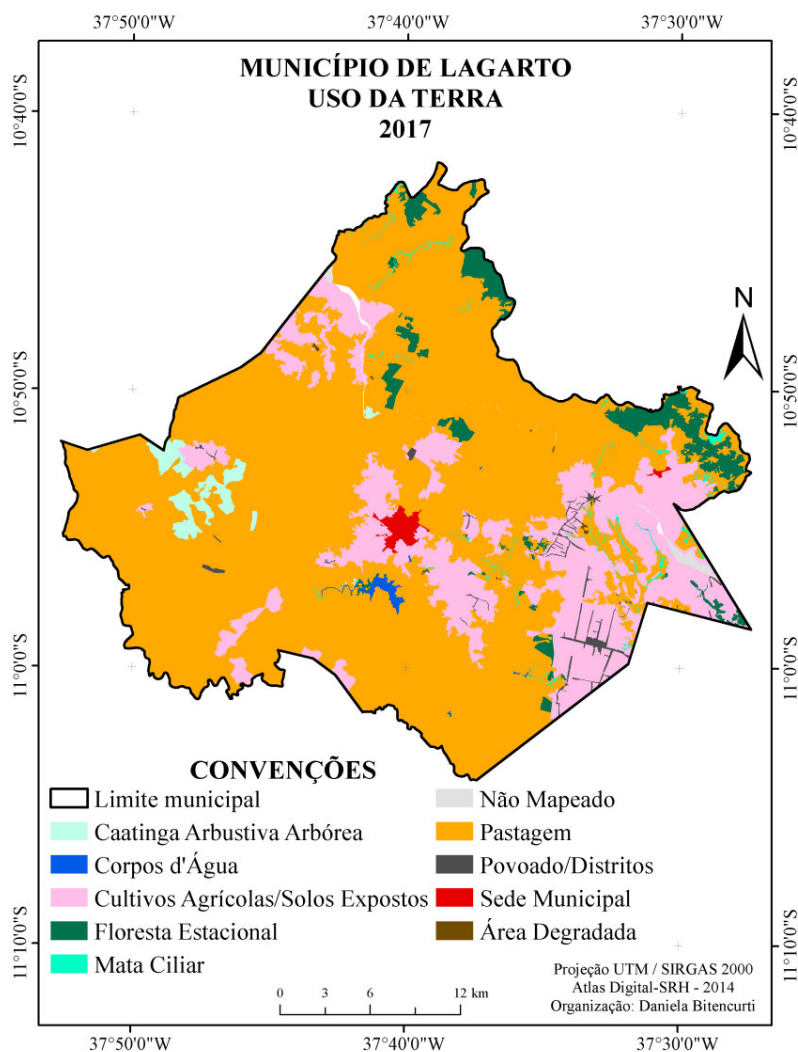 37°50'0"W 37°40'0"W 37°30'0"W
MUNICÍPIO DE LAGARTO
USO DA TERRA
2017
10°40'0"S 10°40'0"S
N
10°50'0"S 10°50'0"S
11°0'0"S 11°0'0"S
CONVENÇÕES
Limite municipal
Caatinga Arbustiva Arbórea
Corpos d'Água
Cultivos Agrícolas/Solos Expostos
Floresta Estacional
Mata Ciliar
Não Mapeado
Pastagem
Povoado/Distritos
Sede Municipal
Área Degradada
11°10'0"S 11°10'0"S
0 3 6 12 km
Projeção UTM / SIRGAS 2000
Atlas Digital-SRH - 2014
Organização: Daniela Bitencurti
37°50'0"W 37°40'0"W 37°30'0"W